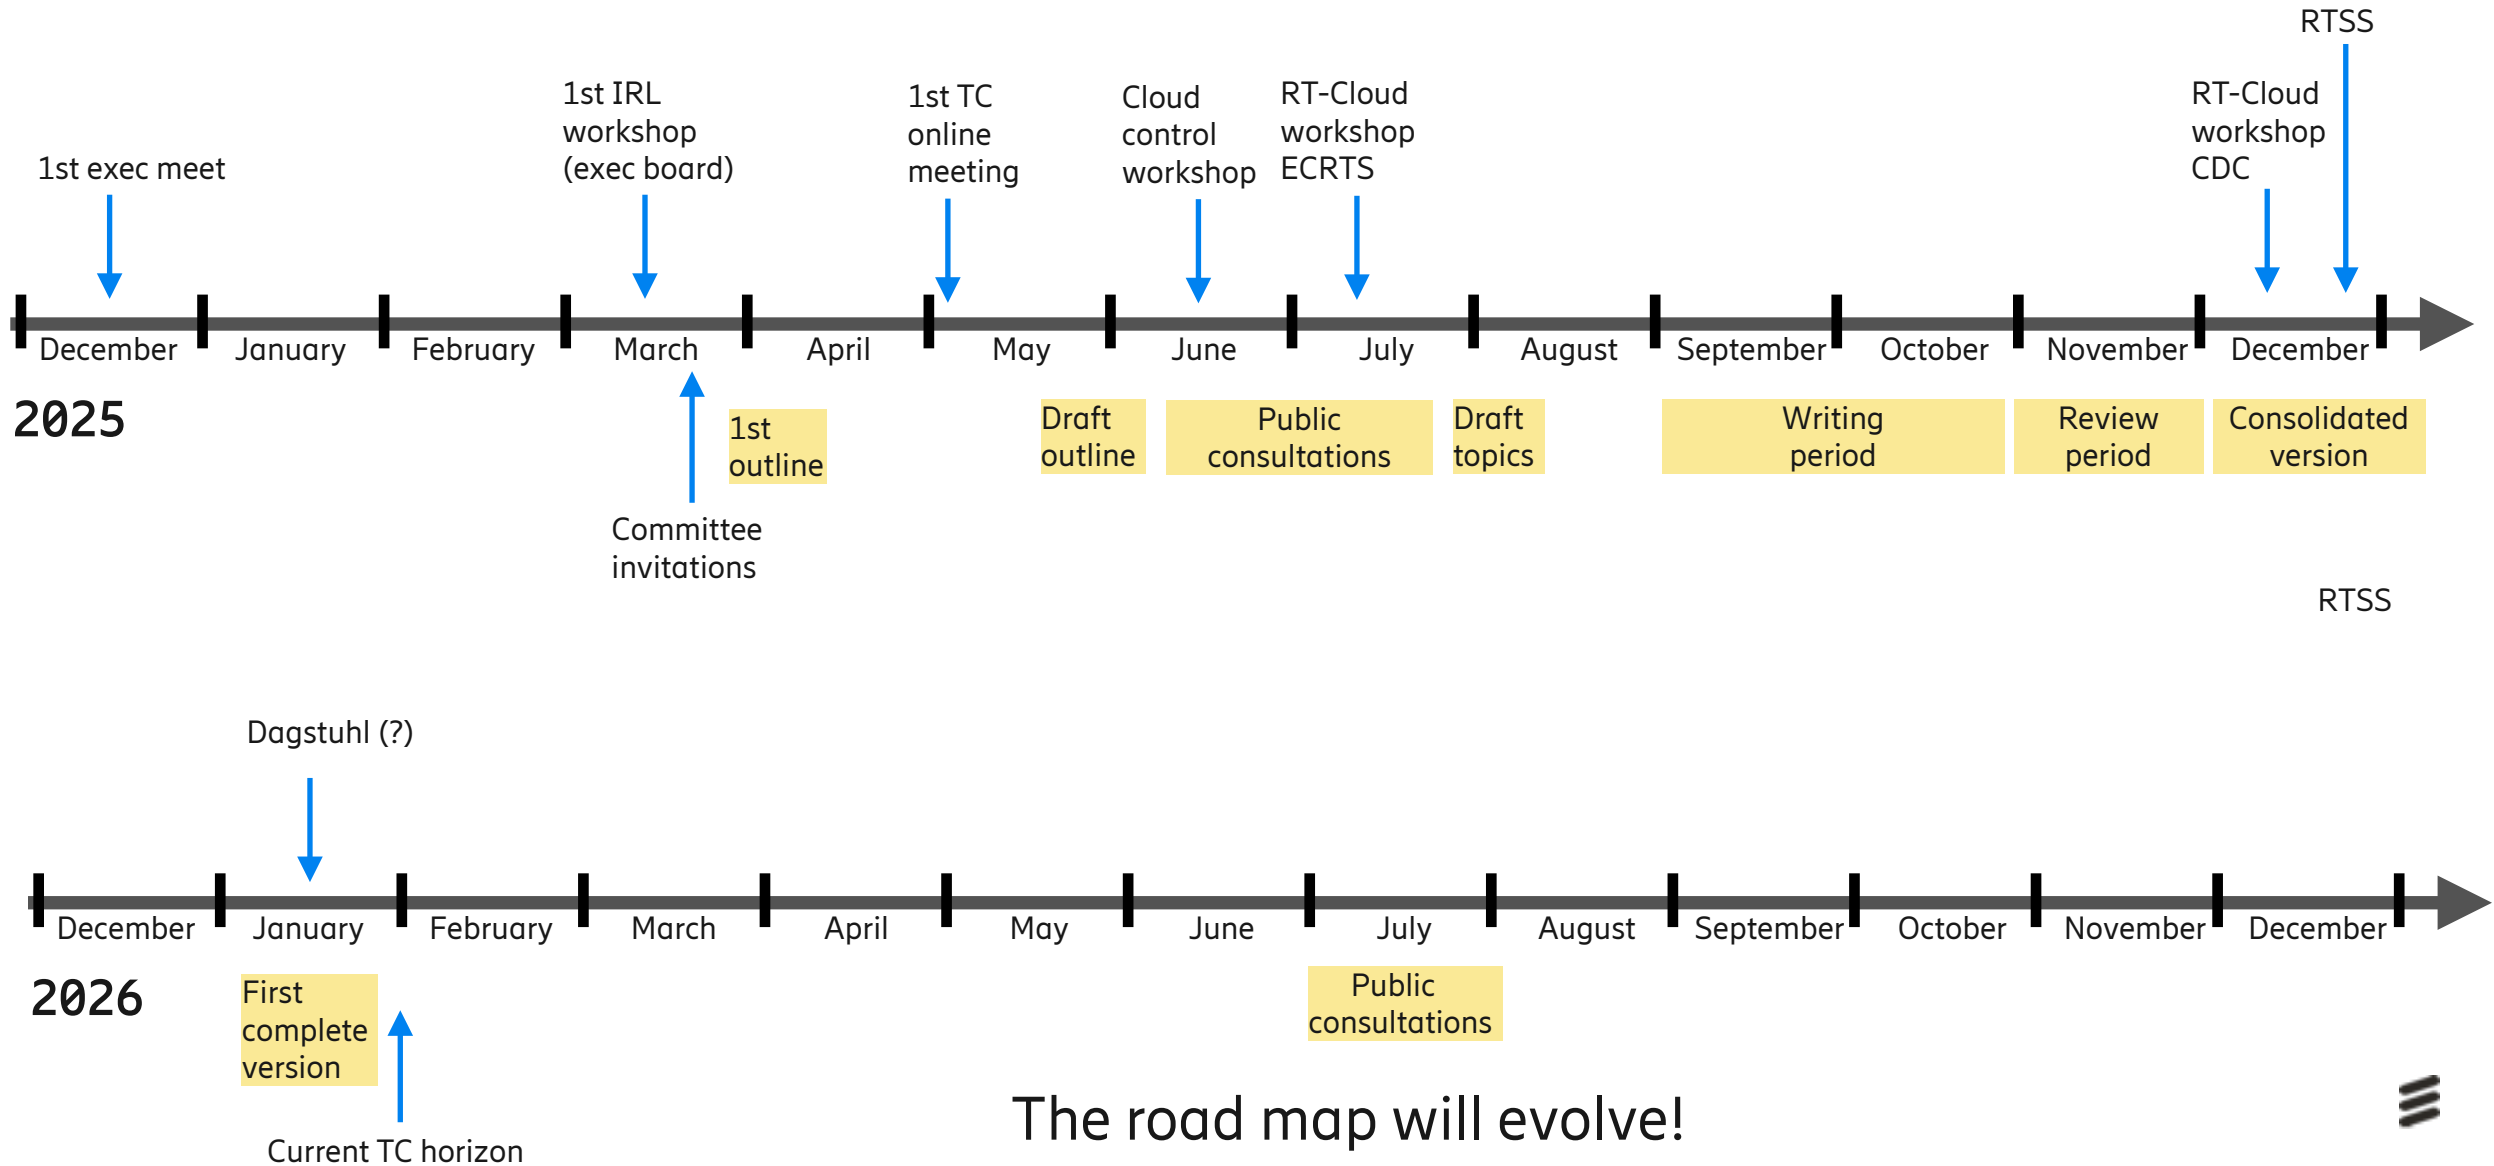 RTSS
1st exec meet
1st IRL
workshop
(exec board)
1st TC
online
meeting
Cloud
control
workshop
RT-Cloud
workshop
ECRTS
RT-Cloud
workshop
CDC
December January February March April May June July August September October November December
2025
1st
outline
Draft
outline
Public
consultations
Draft
topics
Writing
period
Review
period
Consolidated
version
Committee
invitations
RTSS
Dagstuhl (?)
December January February March April May June July August September October November December
2026
First
complete
version
Public
consultations
Current TC horizon
The road map will evolve!